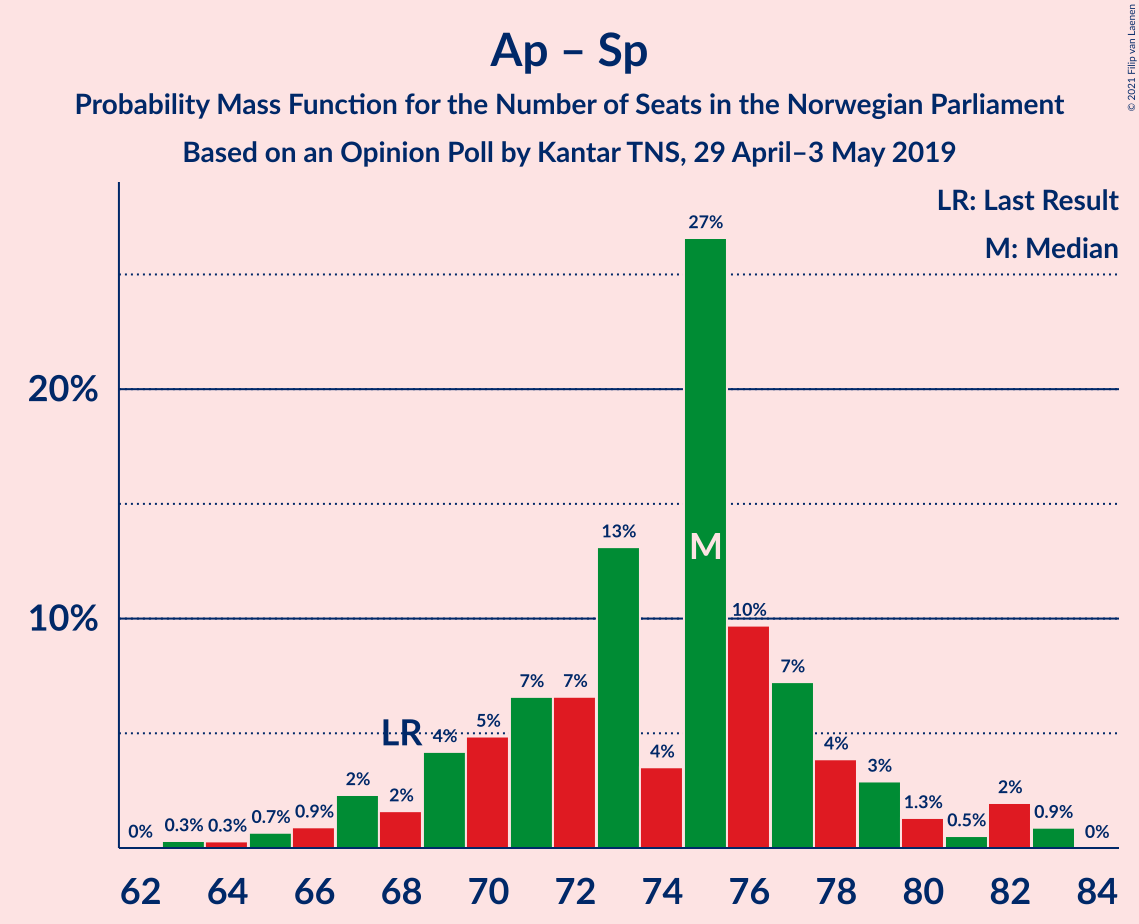 Ap – Sp
Probability Mass Function for the Number of Seats in the Norwegian Parliament
Based on an Opinion Poll by Kantar TNS, 29 April–3 May 2019
© 2021 Filip van Laenen
LR: Last Result
M: Median
20%
10%
0%
0.3%
0.3%
0.7%
0.9%
2%
2%
LR
4%
5%
7%
7%
13%
4%
27%
M
10%
7%
4%
3%
1.3%
0.5%
2%
0.9%
0%
62 64 66 68 70 72 74 76 78 80 82 84